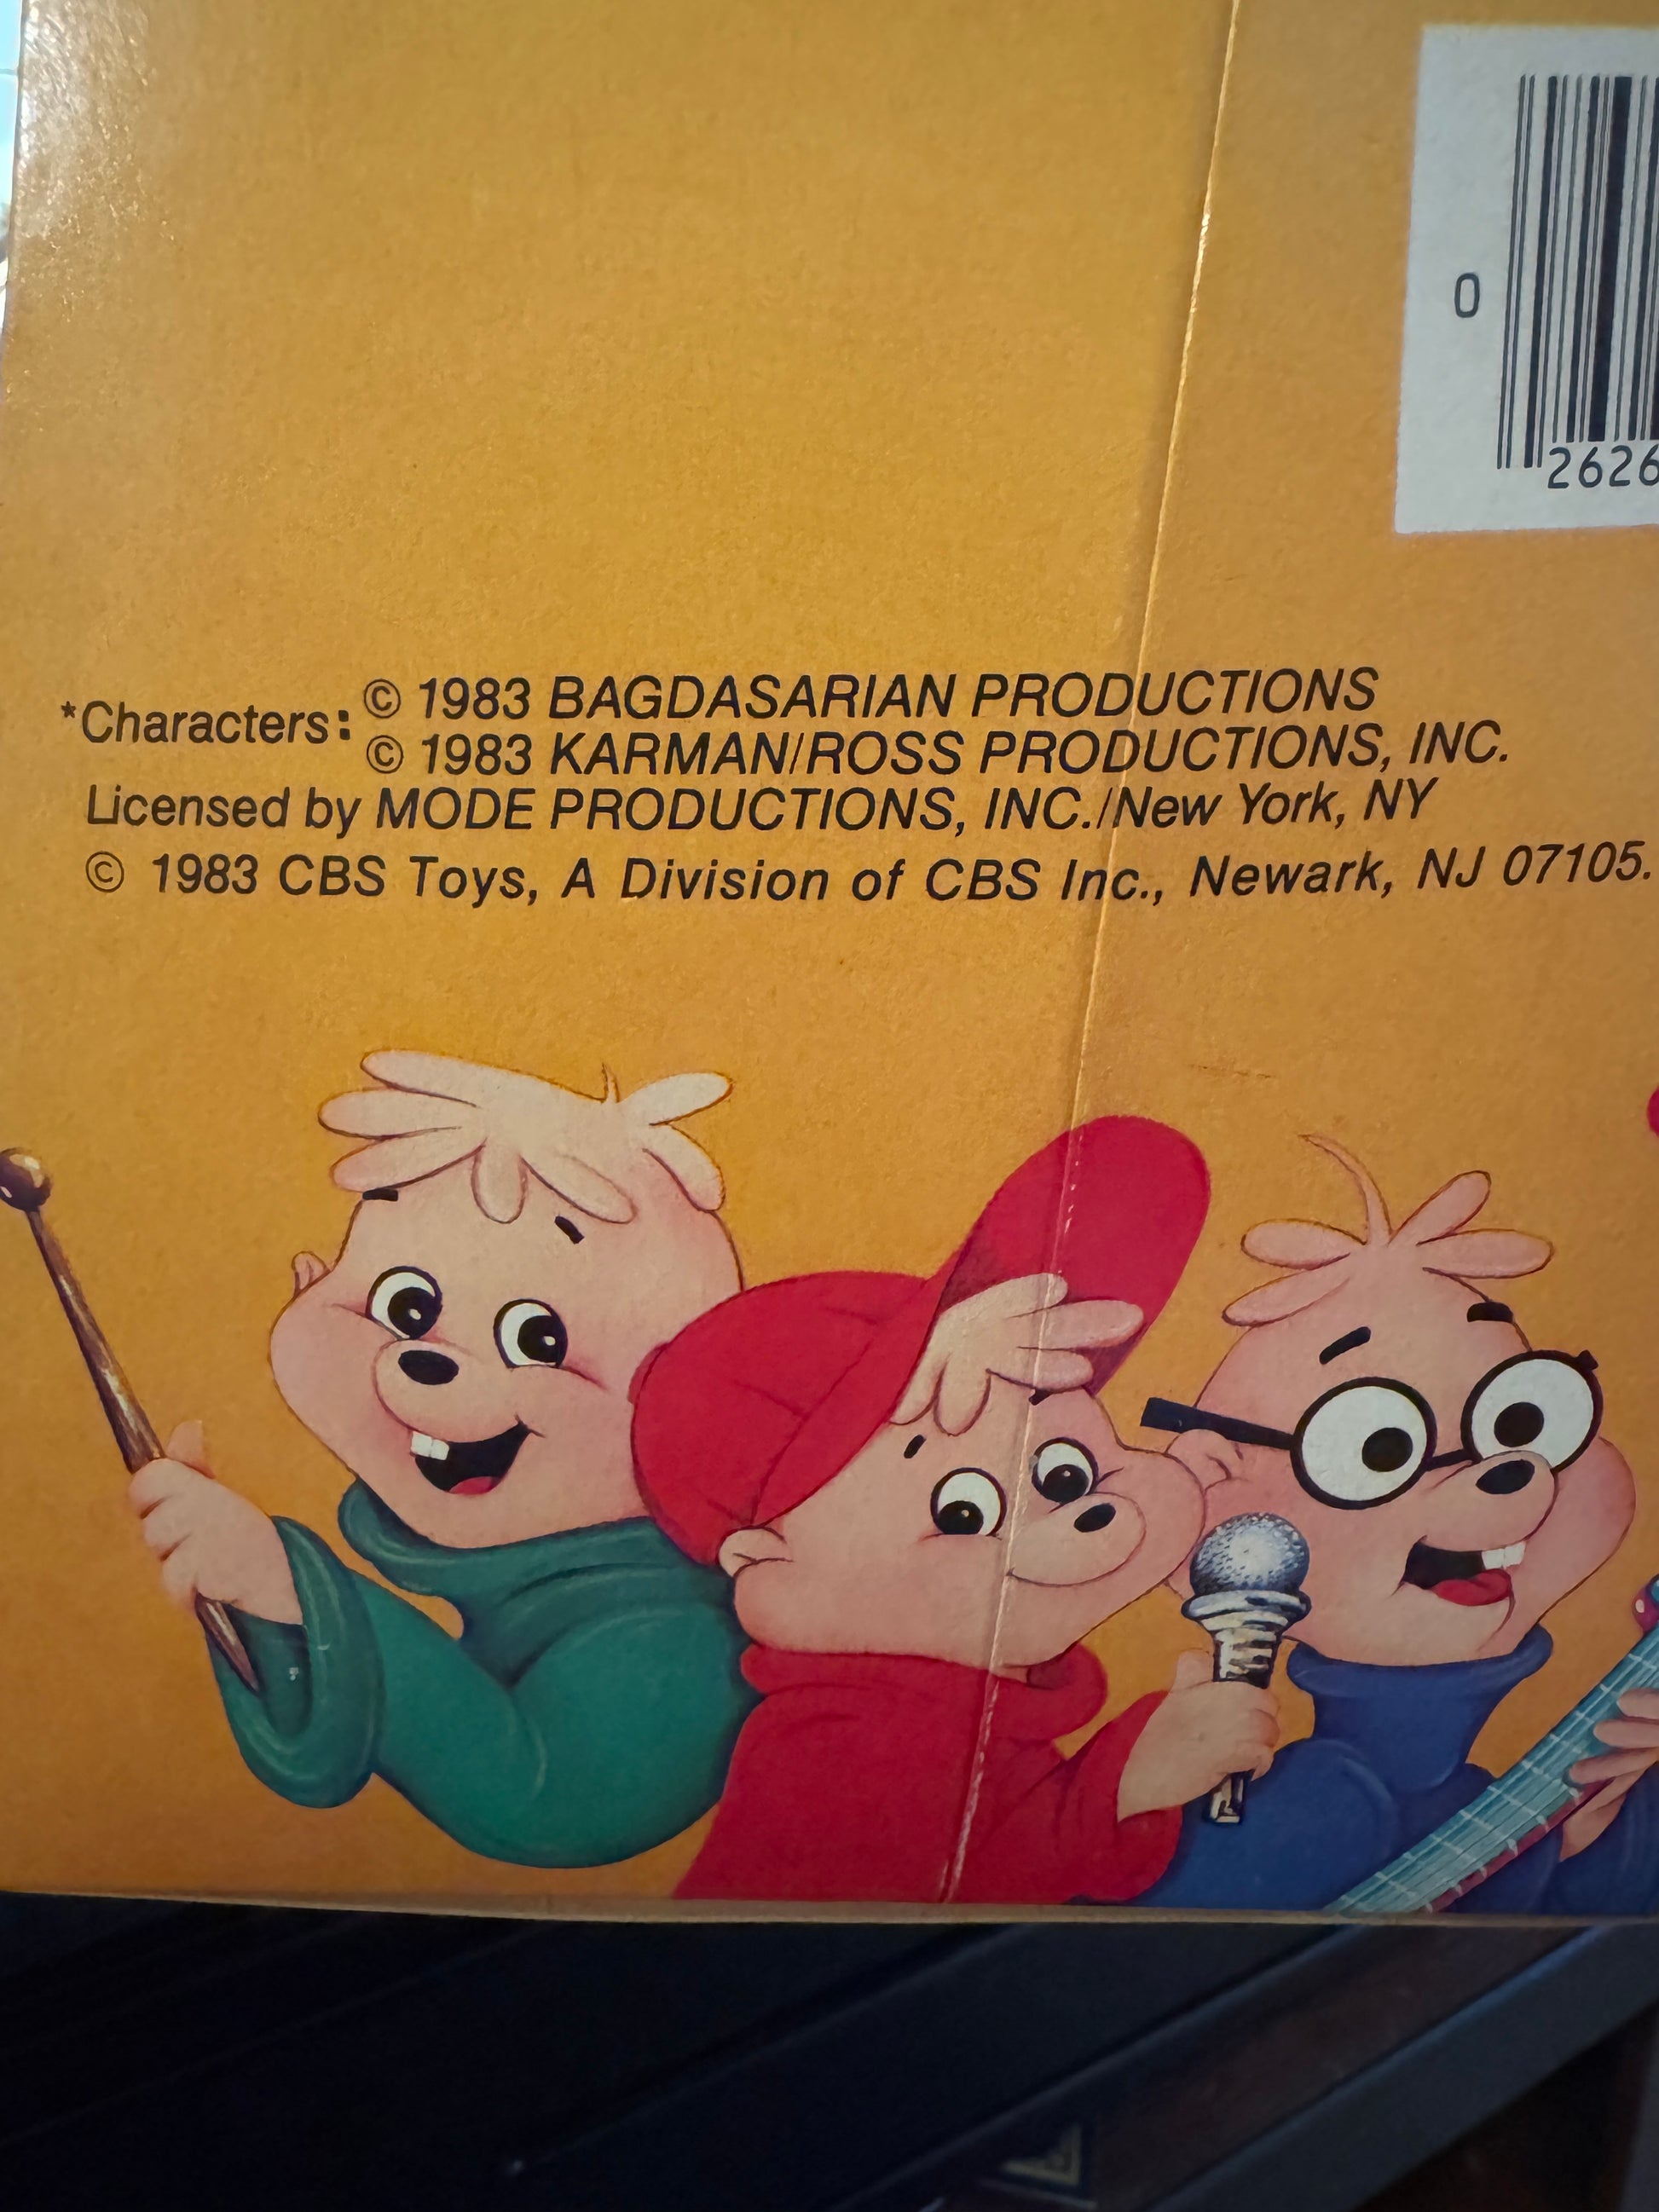 0
2626
*Characters: © 1983 BAGDASARIAN PRODUCTIONS
© 1983 KARMAN/ROSS PRODUCTIONS, INC.
Licensed by MODE PRODUCTIONS, INC./New York, NY
© 1983 CBS Toys, A Division of CBS Inc., Newark, NJ 07105.